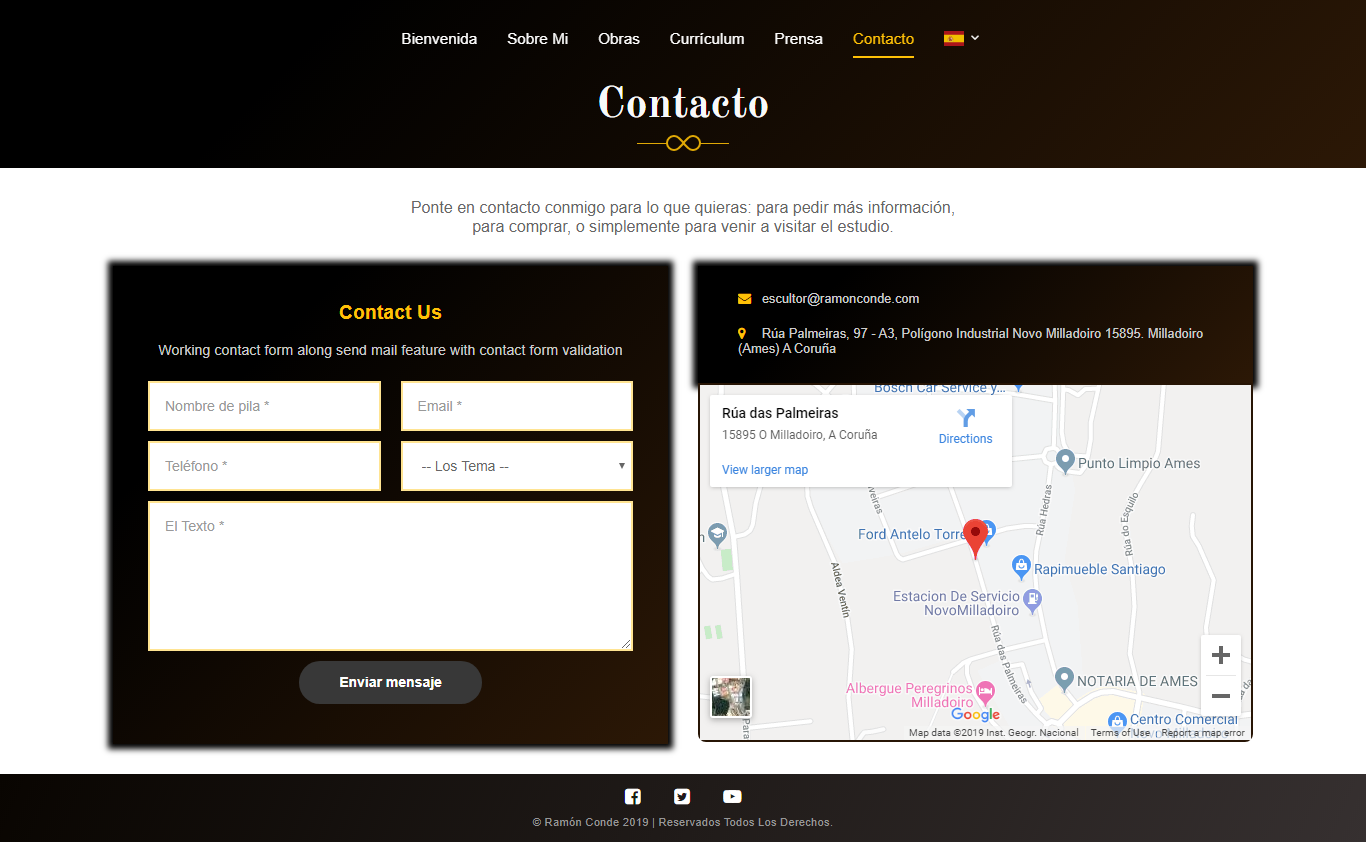 Bienvenida Sobre Mi Obras Currículum Prensa Contacto
Contacto
Ponte en contacto conmigo para lo que quieras: para pedir más información,
para comprar, o simplemente para venir a visitar el estudio.
Contact Us
Working contact form along send mail feature with contact form validation
Nombre de pila *
Email *
Teléfono *
-- Los Tema --
El Texto *
Enviar mensaje
escultor@ramonconde.com
Rúa Palmeiras, 97 - A3, Polígono Industrial Novo Milladoiro 15895. Milladoiro
(Ames) A Coruña
Bosch Car Service y...
Rúa das Palmeiras
15895 O Milladoiro, A Coruña
Directions
View larger map
Punto Limpio Ames
Rúa Hedras
Rúa do Esquilo
Ford Antelo Torre
Rapimueble Santiago
Aldea Ventín
Estacion De Servicio
NovoMilladoiro
Rúa das Palmeiras
NOTARIA DE AMES
Albergue Peregrinos
Milladoiro
Google
Centro Comercial
Map data ©2019 Inst. Geogr. Nacional Terms of Use Report a map error
© Ramón Conde 2019 | Reservados Todos Los Derechos.